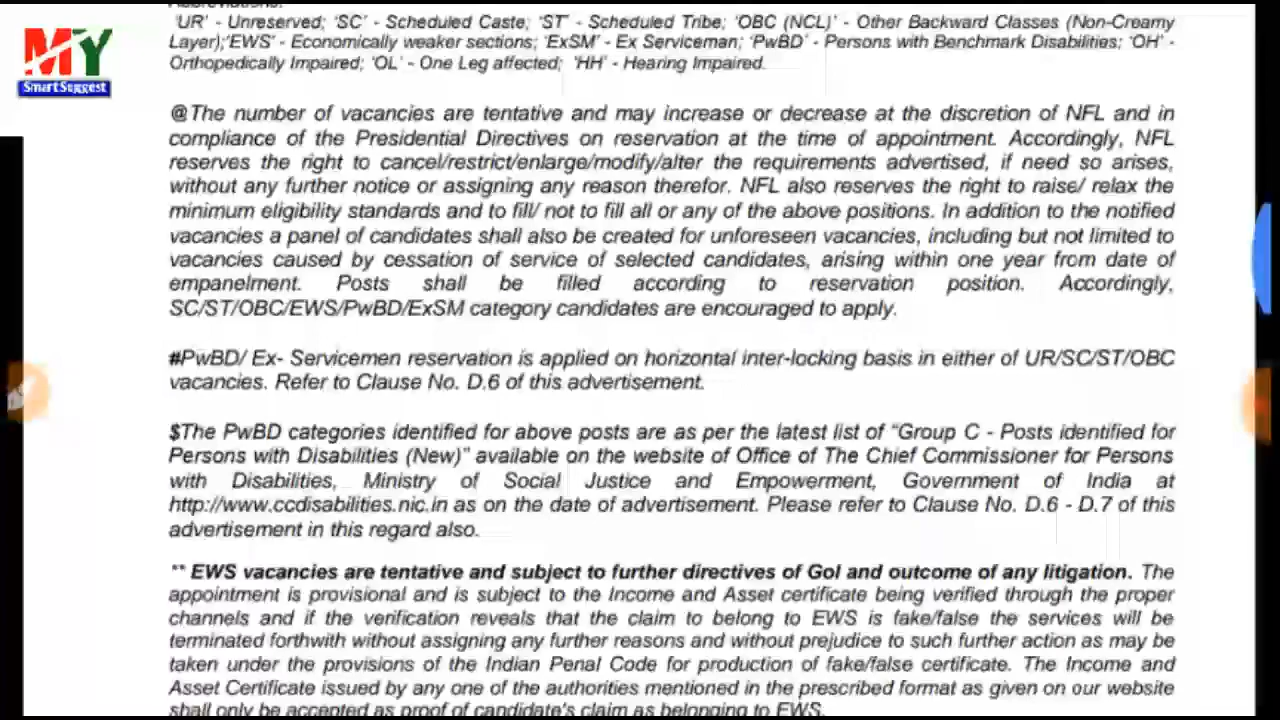 Abbreviations:
'UR' - Unreserved; 'SC' - Scheduled Caste; 'ST' - Scheduled Tribe; 'OBC (NCL)' - Other Backward Classes (Non-Creamy
Layer);'EWS' - Economically weaker sections; 'ExSM' - Ex Serviceman; 'PwBD' - Persons with Benchmark Disabilities; 'OH' -
Orthopedically Impaired; 'OL' - One Leg affected; 'HH' - Hearing Impaired.
MY
SmartSuggest
@The number of vacancies are tentative and may increase or decrease at the discretion of NFL and in
compliance of the Presidential Directives on reservation at the time of appointment. Accordingly, NFL
reserves the right to cancel/restrict/enlarge/modify/alter the requirements advertised, if need so arises,
without any further notice or assigning any reason therefor. NFL also reserves the right to raise/ relax the
minimum eligibility standards and to fill/ not to fill all or any of the above positions. In addition to the notified
vacancies a panel of candidates shall also be created for unforeseen vacancies, including but not limited to
vacancies caused by cessation of service of selected candidates, arising within one year from date of
empanelment. Posts shall be filled according to reservation position. Accordingly,
SC/ST/OBC/EWS/PwBD/ExSM category candidates are encouraged to apply.
#PwBD/ Ex- Servicemen reservation is applied on horizontal inter-locking basis in either of UR/SC/ST/OBC
vacancies. Refer to Clause No. D.6 of this advertisement.
$The PwBD categories identified for above posts are as per the latest list of "Group C - Posts identified for
Persons with Disabilities (New)" available on the website of Office of The Chief Commissioner for Persons
with Disabilities, Ministry of Social Justice and Empowerment, Government of India at
http://www.ccdisabilities.nic.in as on the date of advertisement. Please refer to Clause No. D.6 - D.7 of this
advertisement in this regard also.
** EWS vacancies are tentative and subject to further directives of GoI and outcome of any litigation. The
appointment is provisional and is subject to the Income and Asset certificate being verified through the proper
channels and if the verification reveals that the claim to belong to EWS is fake/false the services will be
terminated forthwith without assigning any further reasons and without prejudice to such further action as may be
taken under the provisions of the Indian Penal Code for production of fake/false certificate. The Income and
Asset Certificate issued by any one of the authorities mentioned in the prescribed format as given on our website
shall only be accepted as proof of candidate's claim as belonging to EWS.